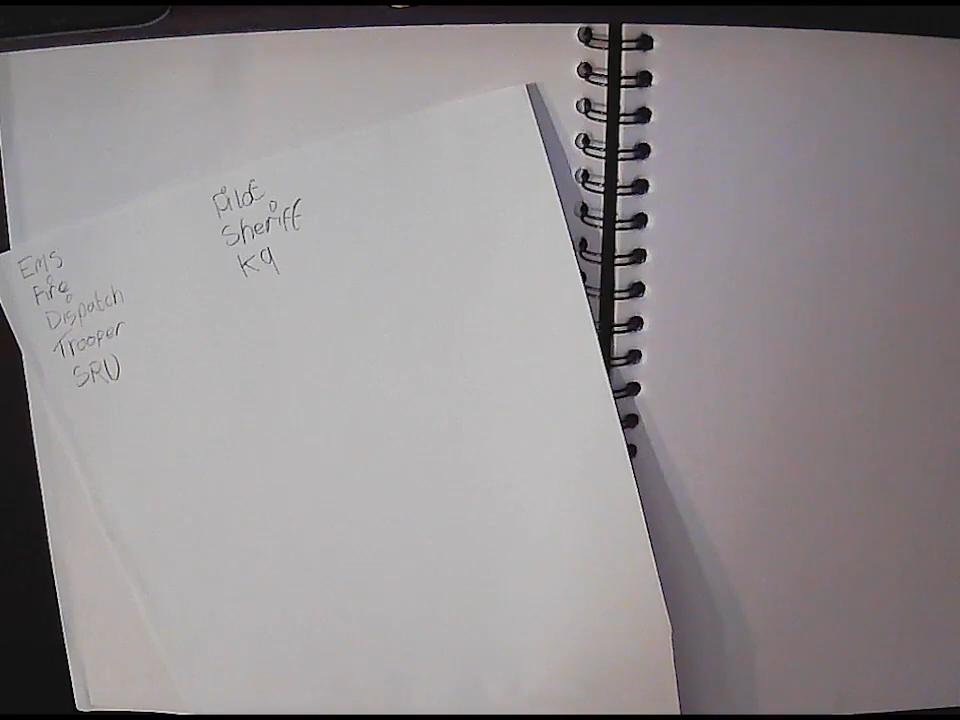 EMS
Fire
Dispatch
Trooper
SRU
Pilot
Sheriff
K9